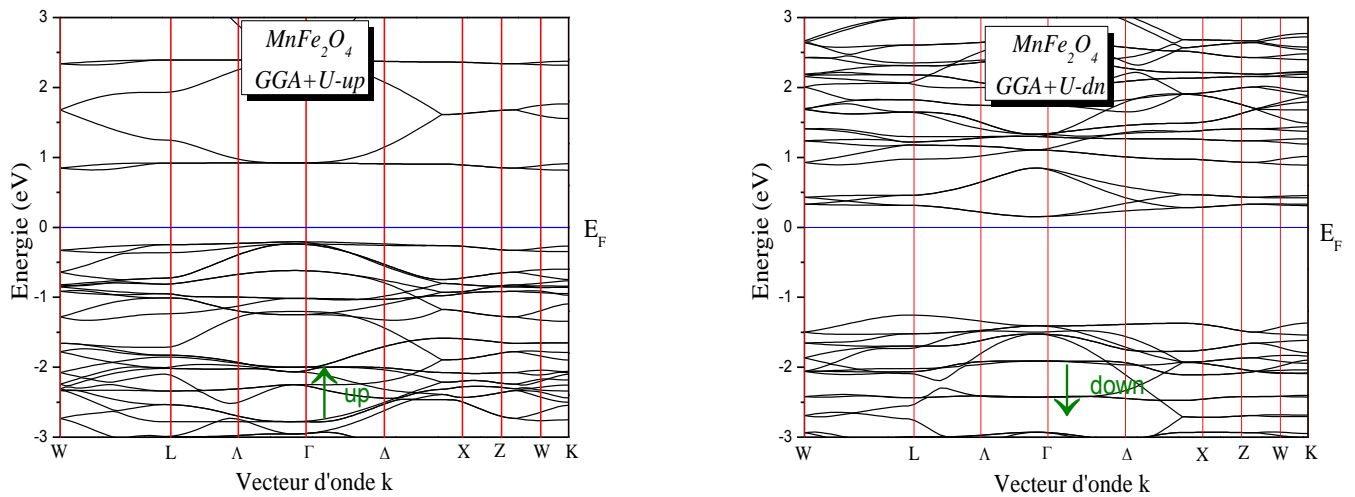 MnFe₂O₄
GGA+U-up
Energie (eV)
3
2
1
0
-1
-2
-3
E_F
up
W L Λ Γ Δ X Z W K
Vecteur d'onde k
MnFe₂O₄
GGA+U-dn
Energie (eV)
3
2
1
0
-1
-2
-3
E_F
down
W L Λ Γ Δ X Z W K
Vecteur d'onde k